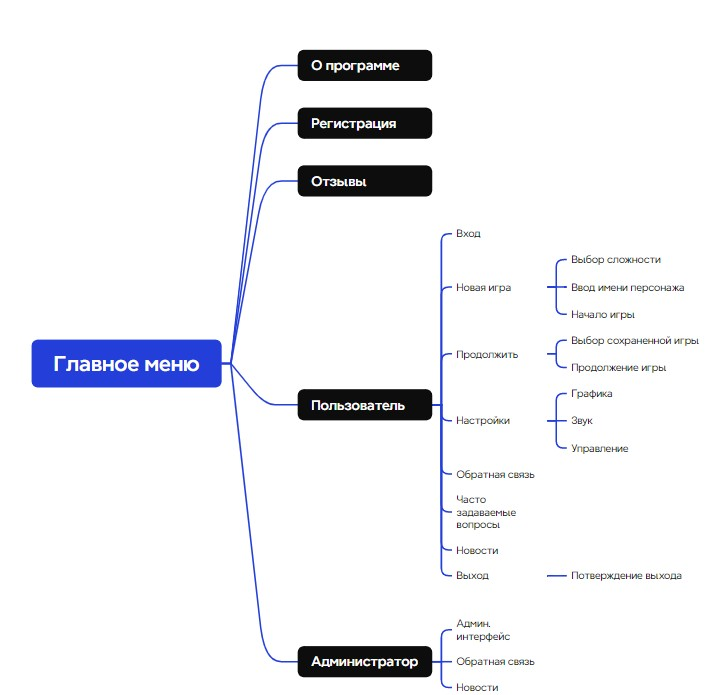 О программе
Регистрация
Отзывы
Вход
Выбор сложности
Новая игра
Ввод имени персонажа
Начало игры
Выбор сохраненной игры
Продолжить
Продолжение игры
Главное меню
Графика
Пользователь
Настройки
Звук
Управление
Обратная связь
Часто
задаваемые
вопросы
Новости
Выход
Потверждение выхода
Админ.
интерфейс
Администратор
Обратная связь
Новости